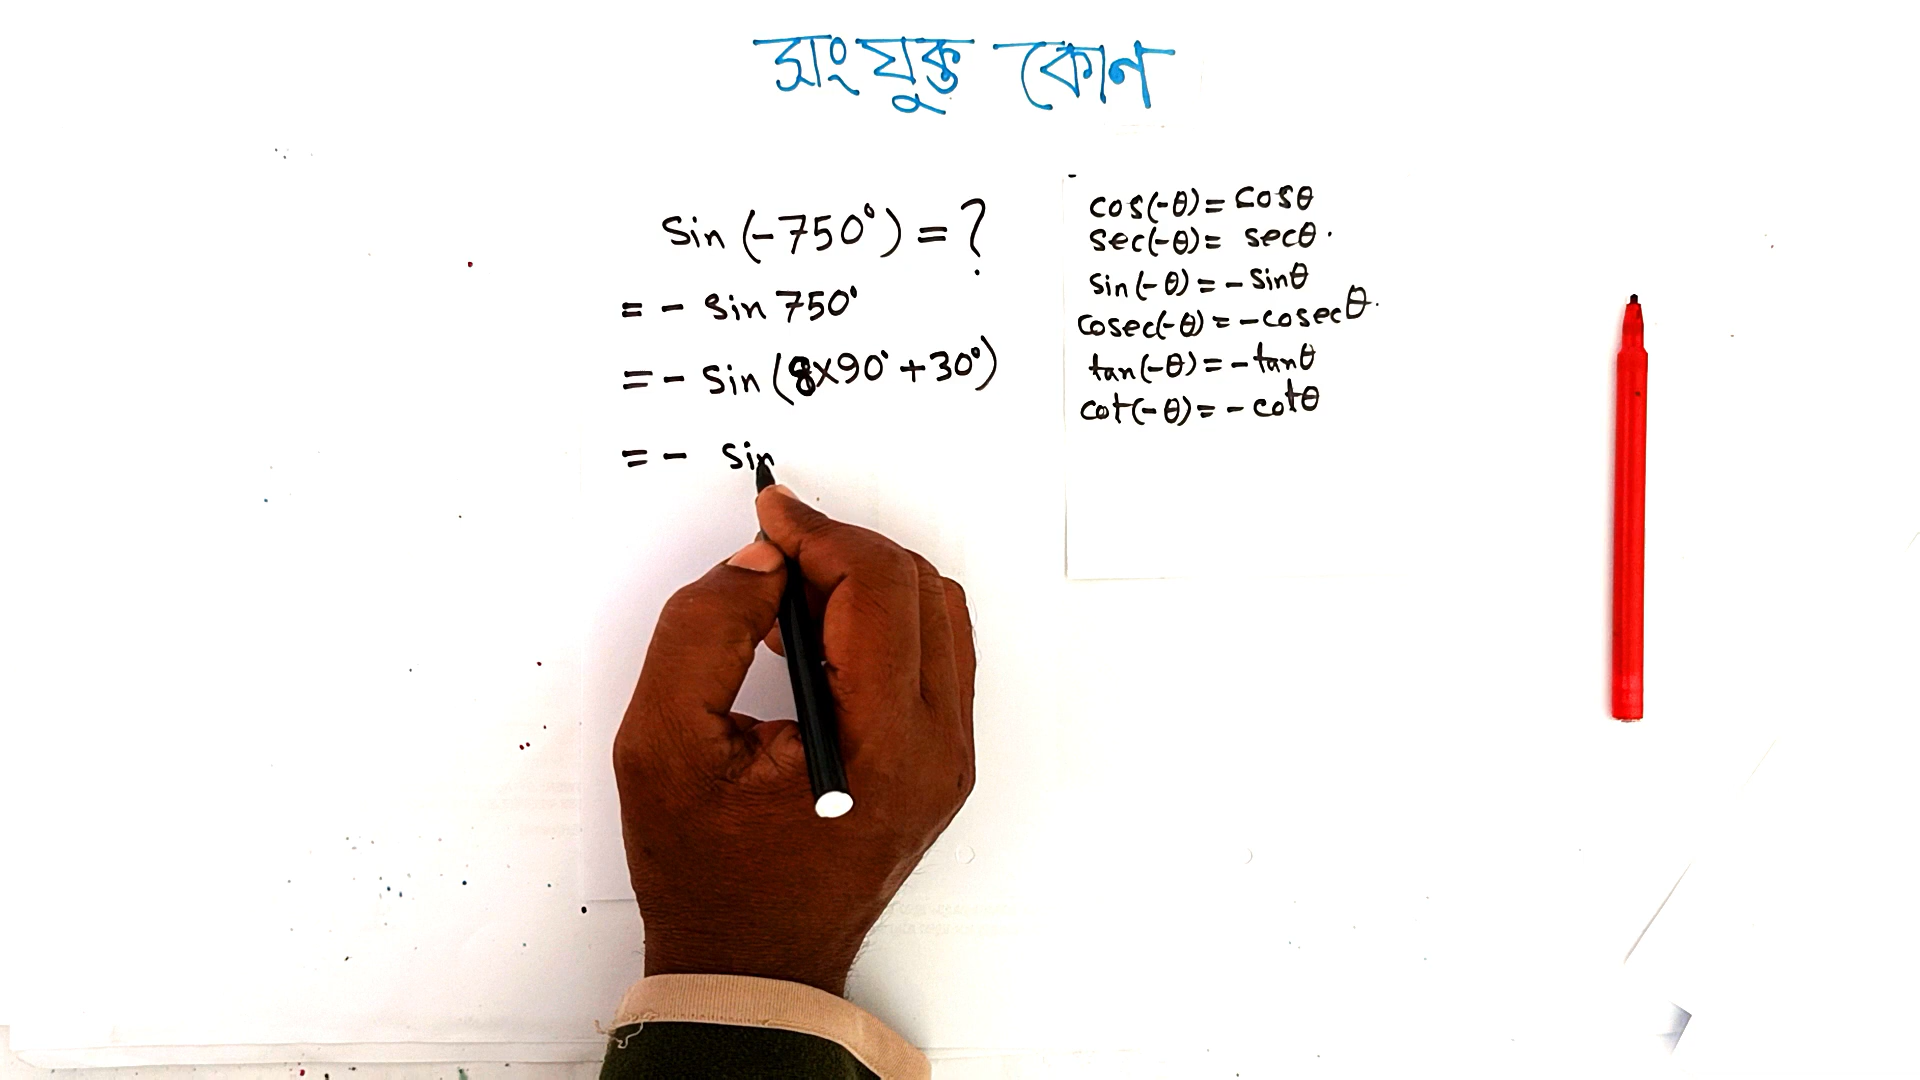 সংযুক্ত কোণ
Sin (-750°) = ?
= - Sin 750°
= - Sin (8×90° + 30°)
= - Sin
cos(-θ) = cosθ
sec(-θ) = secθ.
Sin(-θ) = - Sinθ
cosec(-θ) = -cosecθ.
tan(-θ) = -tanθ
cot(-θ) = - cotθ